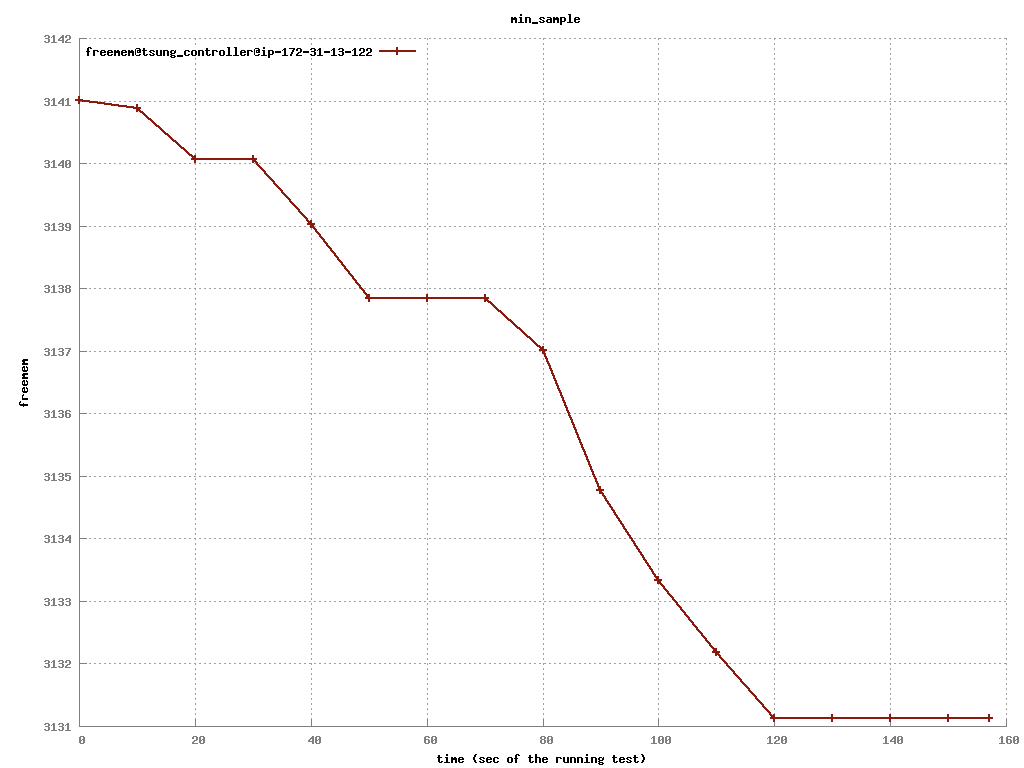 min_sample
freemem@tsung_controller@ip-172-31-13-122
3142
3141
3140
3139
3138
3137
3136
3135
3134
3133
3132
3131
freemem
0 20 40 60 80 100 120 140 160
time (sec of the running test)